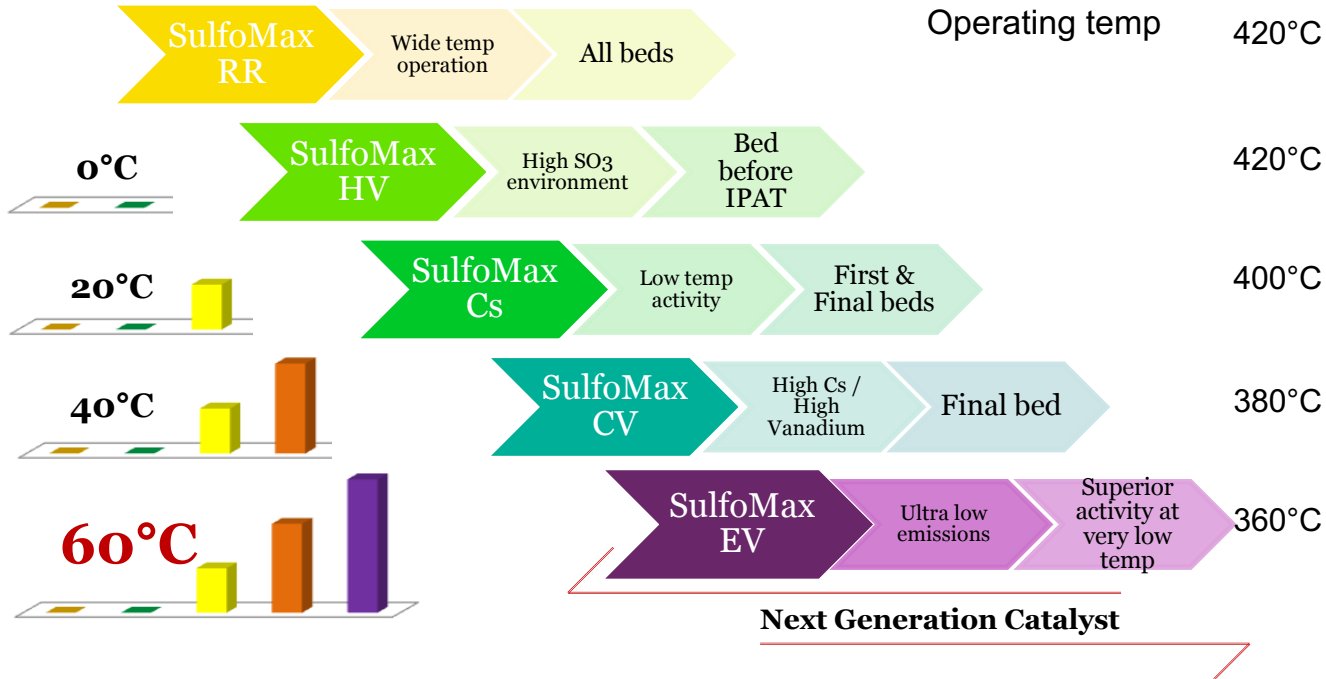 Operating temp
SulfoMax
RR
Wide temp
operation
All beds
420°C
0°C
SulfoMax
HV
High SO3
environment
Bed
before
IPAT
420°C
20°C
SulfoMax
Cs
Low temp
activity
First &
Final beds
400°C
40°C
SulfoMax
CV
High Cs /
High
Vanadium
Final bed
380°C
60°C
SulfoMax
EV
Ultra low
emissions
Superior
activity at
very low
temp
360°C
Next Generation Catalyst